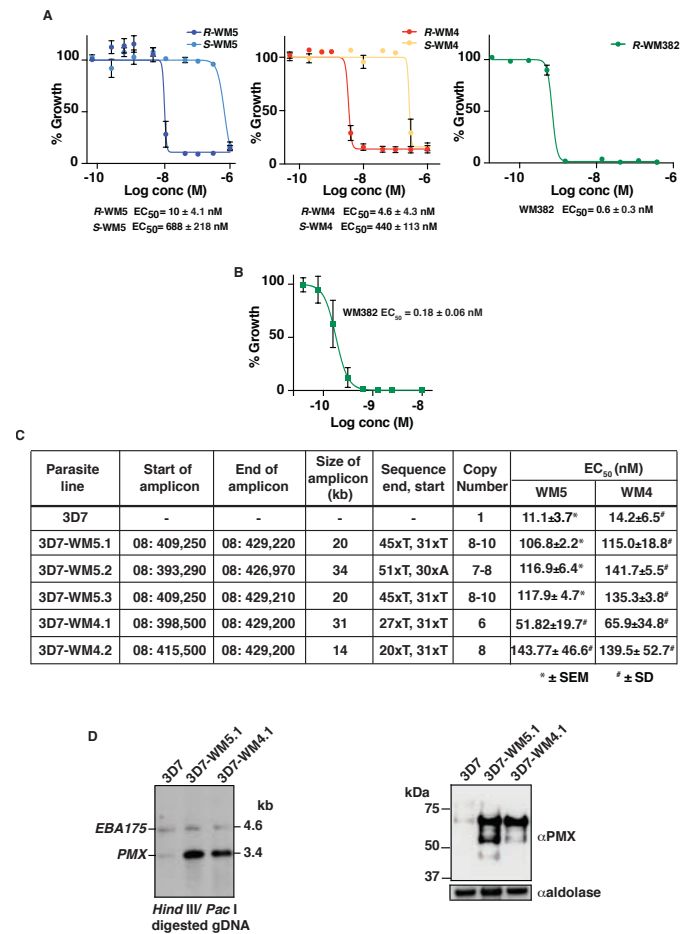 A
R-WM5
S-WM5
R-WM4
S-WM4
R-WM382
100
50
0
% Growth
-10
-8
-6
Log conc (M)
100
50
0
% Growth
-10
-8
-6
Log conc (M)
100
50
0
% Growth
-10
-8
Log conc (M)
R-WM5 EC50= 10 ± 4.1 nM
S-WM5 EC50= 688 ± 218 nM
R-WM4 EC50= 4.6 ± 4.3 nM
S-WM4 EC50= 440 ± 113 nM
WM382 EC50= 0.6 ± 0.3 nM
B
100
50
0
% Growth
WM382 EC50 = 0.18 ± 0.06 nM
-10
-9
-8
Log conc (M)
C
Parasite line
Start of amplicon
End of amplicon
Size of amplicon (kb)
Sequence end, start
Copy Number
EC50 (nM)
WM5
WM4
3D7 - - - - 1 11.1±3.7* 14.2±6.5#
3D7-WM5.1 08: 409,250 08: 429,220 20 45xT, 31xT 8-10 106.8±2.2* 115.0±18.8#
3D7-WM5.2 08: 393,290 08: 426,970 34 51xT, 30xA 7-8 116.9±6.4* 141.7±5.5#
3D7-WM5.3 08: 409,250 08: 429,210 20 45xT, 31xT 8-10 117.9± 4.7* 135.3±3.8#
3D7-WM4.1 08: 398,500 08: 429,200 31 27xT, 31xT 6 51.82±19.7# 65.9±34.8#
3D7-WM4.2 08: 415,500 08: 429,200 14 20xT, 31xT 8 143.77± 46.6# 139.5± 52.7#
* ± SEM # ± SD
D
3D7
3D7-WM5.1
3D7-WM4.1
kb
EBA175
4.6
PMX
3.4
Hind III/ Pac I
digested gDNA
3D7
3D7-WM5.1
3D7-WM4.1
kDa
75
50
37
αPMX
αaldolase